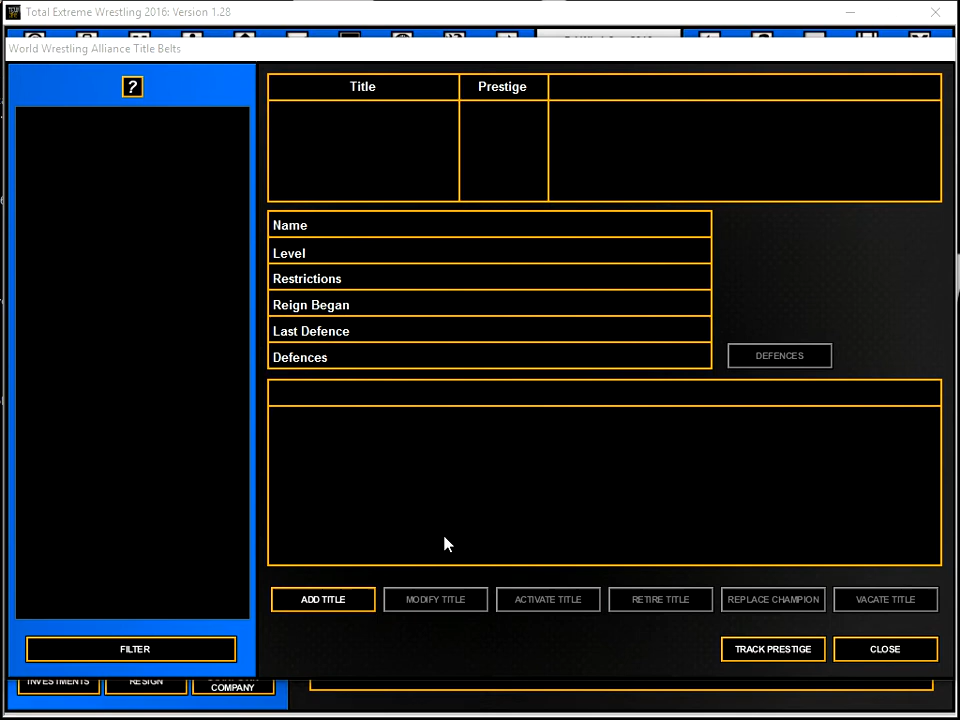 Total Extreme Wrestling 2016: Version 1.28
World Wrestling Alliance Title Belts
?
Title
Prestige
Name
Level
Restrictions
Reign Began
Last Defence
Defences
DEFENCES
ADD TITLE
MODIFY TITLE
ACTIVATE TITLE
RETIRE TITLE
REPLACE CHAMPION
VACATE TITLE
FILTER
TRACK PRESTIGE
CLOSE
INVESTMENTS
RESIGN
COMPANY